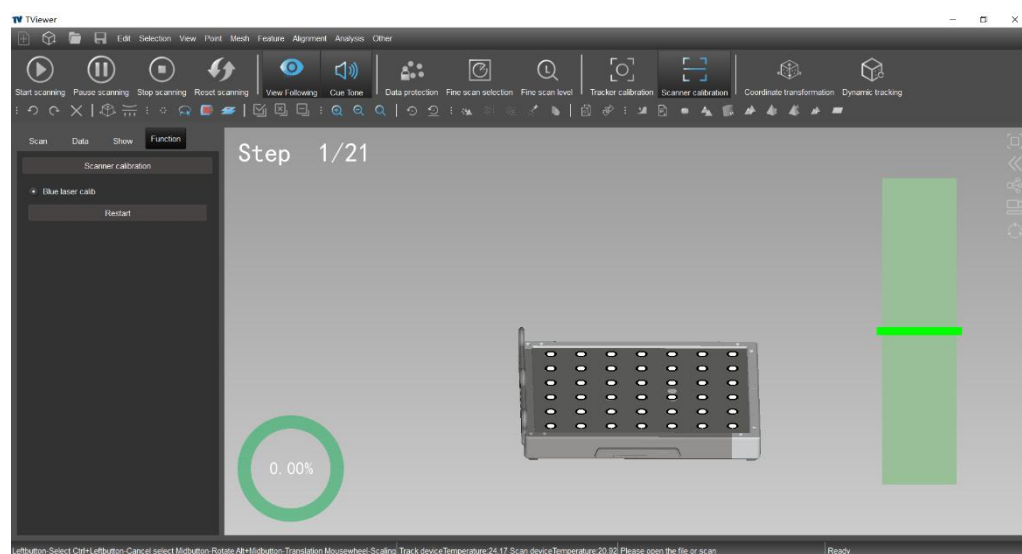 TViewer
Edit Selection View Point Mesh Feature Alignment Analysis Other
Start scanning Pause scanning Stop scanning Reset scanning View Following Cue Tone Data protection Fine scan selection Fine scan level Tracker calibration Scanner calibration Coordinate transformation Dynamic tracking
Scan Data Show Function
Step 1/21
Scanner calibration
Blue laser calib
Restart
0.00%
Leftbutton-Select Ctrl+Leftbutton-Cancel select Midbutton-Rotate Alt+Midbutton-Translation Mousewheel-Scaling Track deviceTemperature:24.17 Scan deviceTemperature:20.92 Please open the file or scan Ready